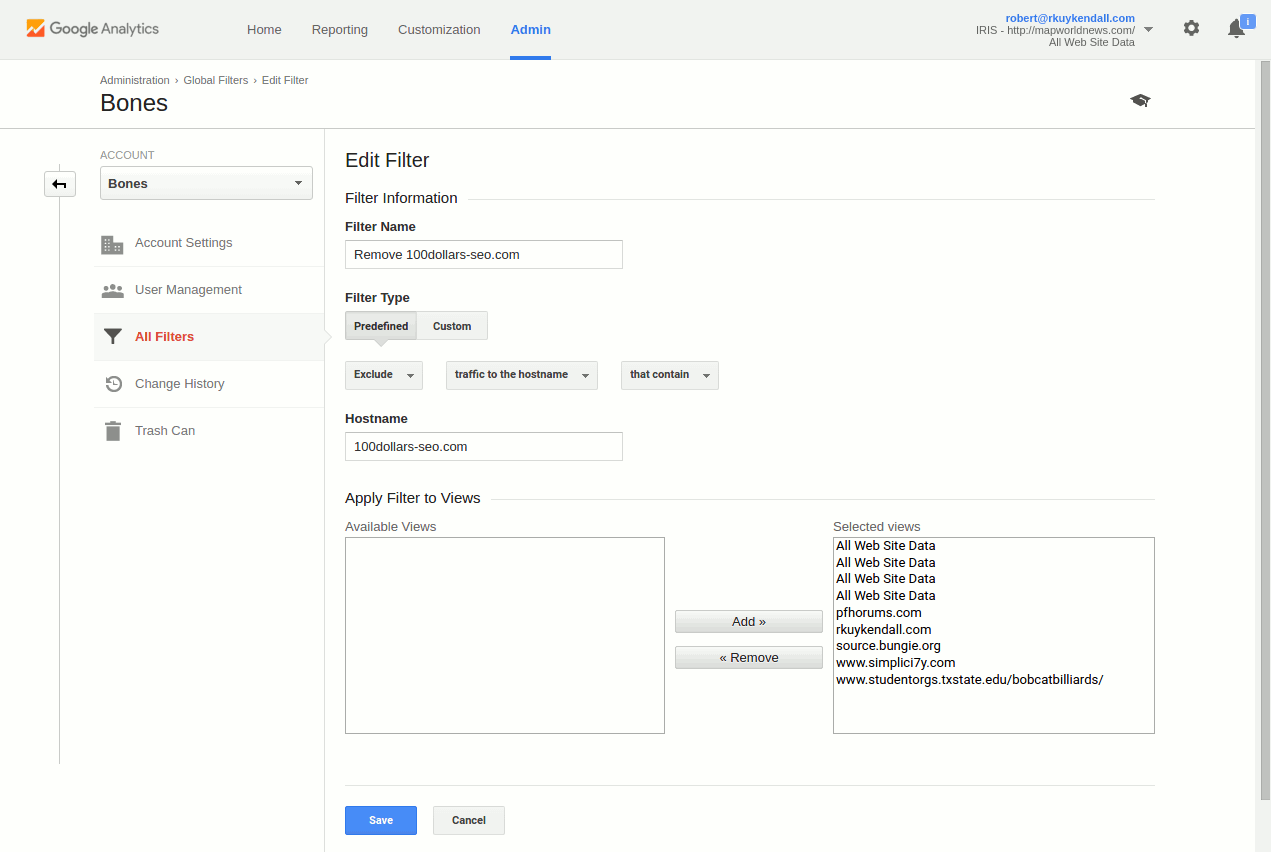 Google Analytics
Home Reporting Customization Admin
robert@rkuykendall.com
IRIS - http://mapworldnews.com/
All Web Site Data
i
Administration › Global Filters › Edit Filter
Bones
ACCOUNT
Bones
Account Settings
User Management
All Filters
Change History
Trash Can
Edit Filter
Filter Information
Filter Name
Remove 100dollars-seo.com
Filter Type
Predefined Custom
Exclude traffic to the hostname that contain
Hostname
100dollars-seo.com
Apply Filter to Views
Available Views
Add »
« Remove
Selected views
All Web Site Data
All Web Site Data
All Web Site Data
All Web Site Data
pfhorums.com
rkuykendall.com
source.bungie.org
www.simplici7y.com
www.studentorgs.txstate.edu/bobcatbilliards/
Save Cancel